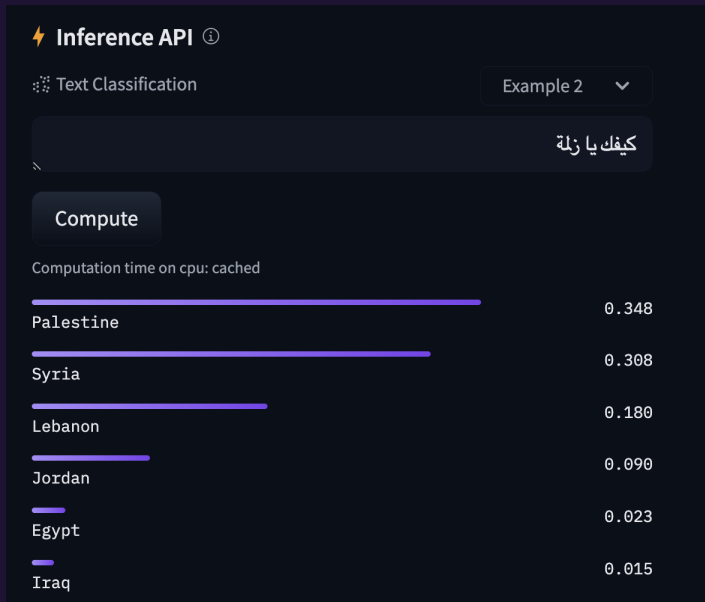 Inference API
Text Classification
Example 2
كيفك يا زلمة
Compute
Computation time on cpu: cached
Palestine 0.348
Syria 0.308
Lebanon 0.180
Jordan 0.090
Egypt 0.023
Iraq 0.015